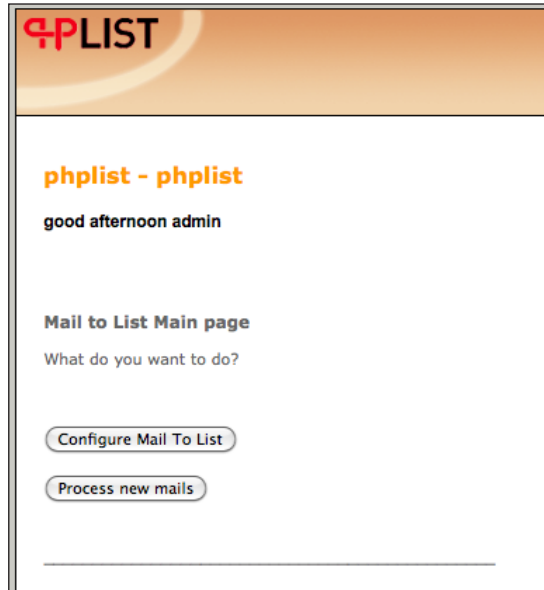 PHPLIST
phplist - phplist
good afternoon admin
Mail to List Main page
What do you want to do?
Configure Mail To List
Process new mails